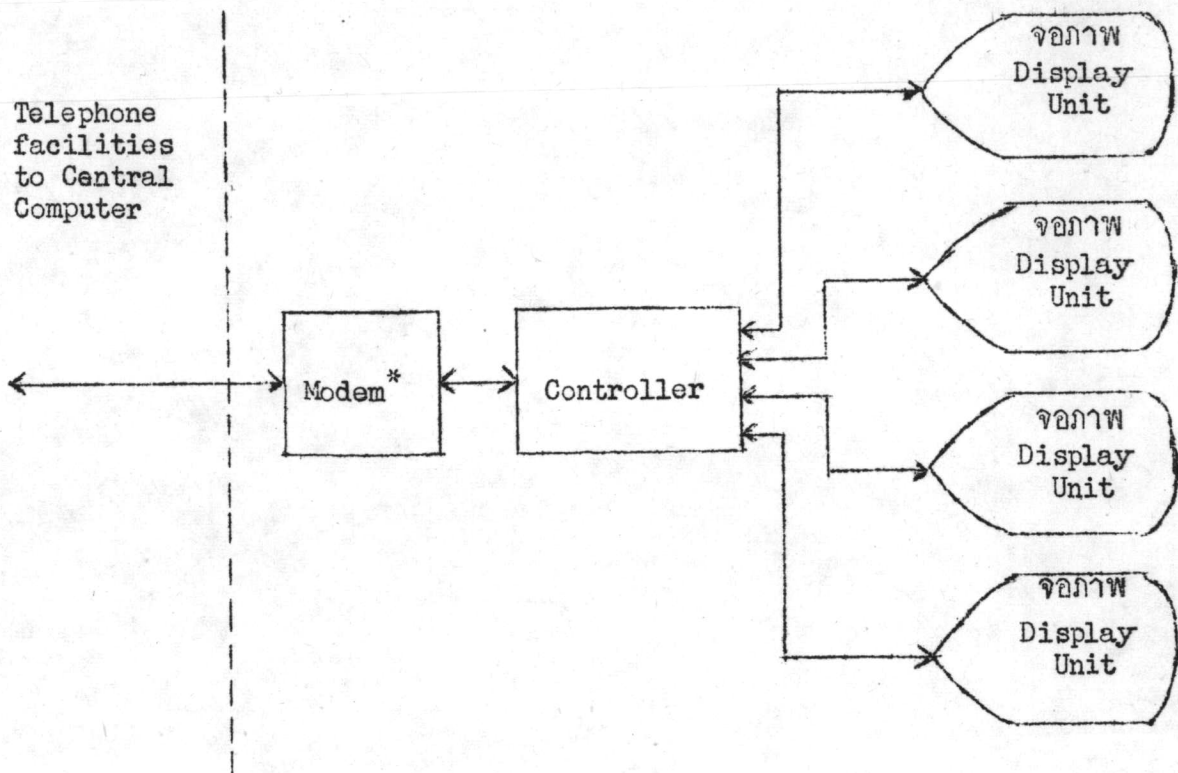 Telephone
facilities
to Central
Computer
Modem*
Controller
จอภาพ
Display
Unit
จอภาพ
Display
Unit
จอภาพ
Display
Unit
จอภาพ
Display
Unit